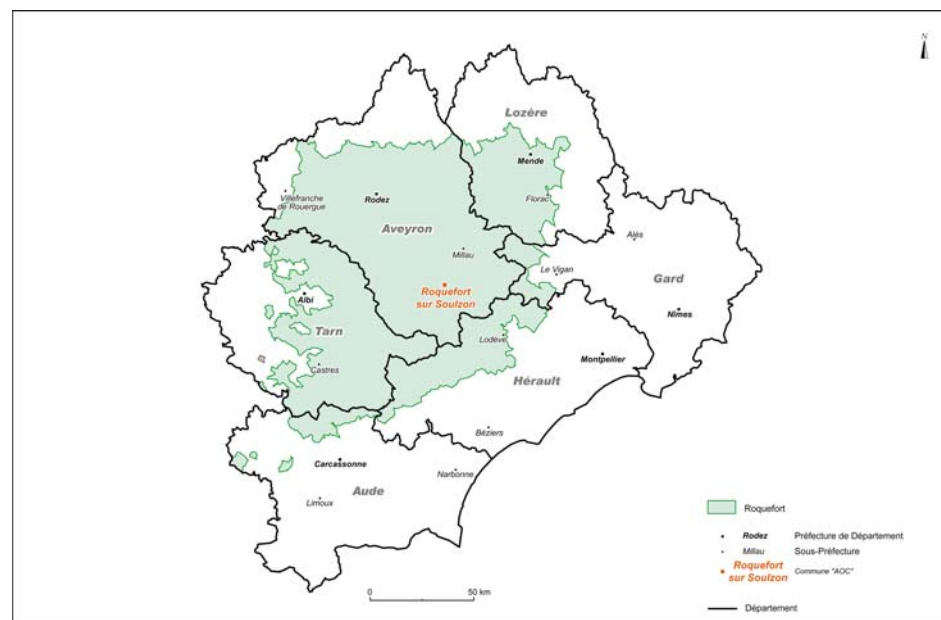 N
Lozère
Mende
Villefranche
de Rouergue
Rodez
Florac
Aveyron
Alès
Millau
Le Vigan
Gard
Roquefort
sur Soulzon
Albi
Nîmes
Tarn
Lodève
Castres
Montpellier
Hérault
Béziers
Carcassonne
Narbonne
Aude
Limoux
Roquefort
Rodez Préfecture de Département
Millau Sous-Préfecture
Roquefort
sur Soulzon Commune "AOC"
0 50 km
Département